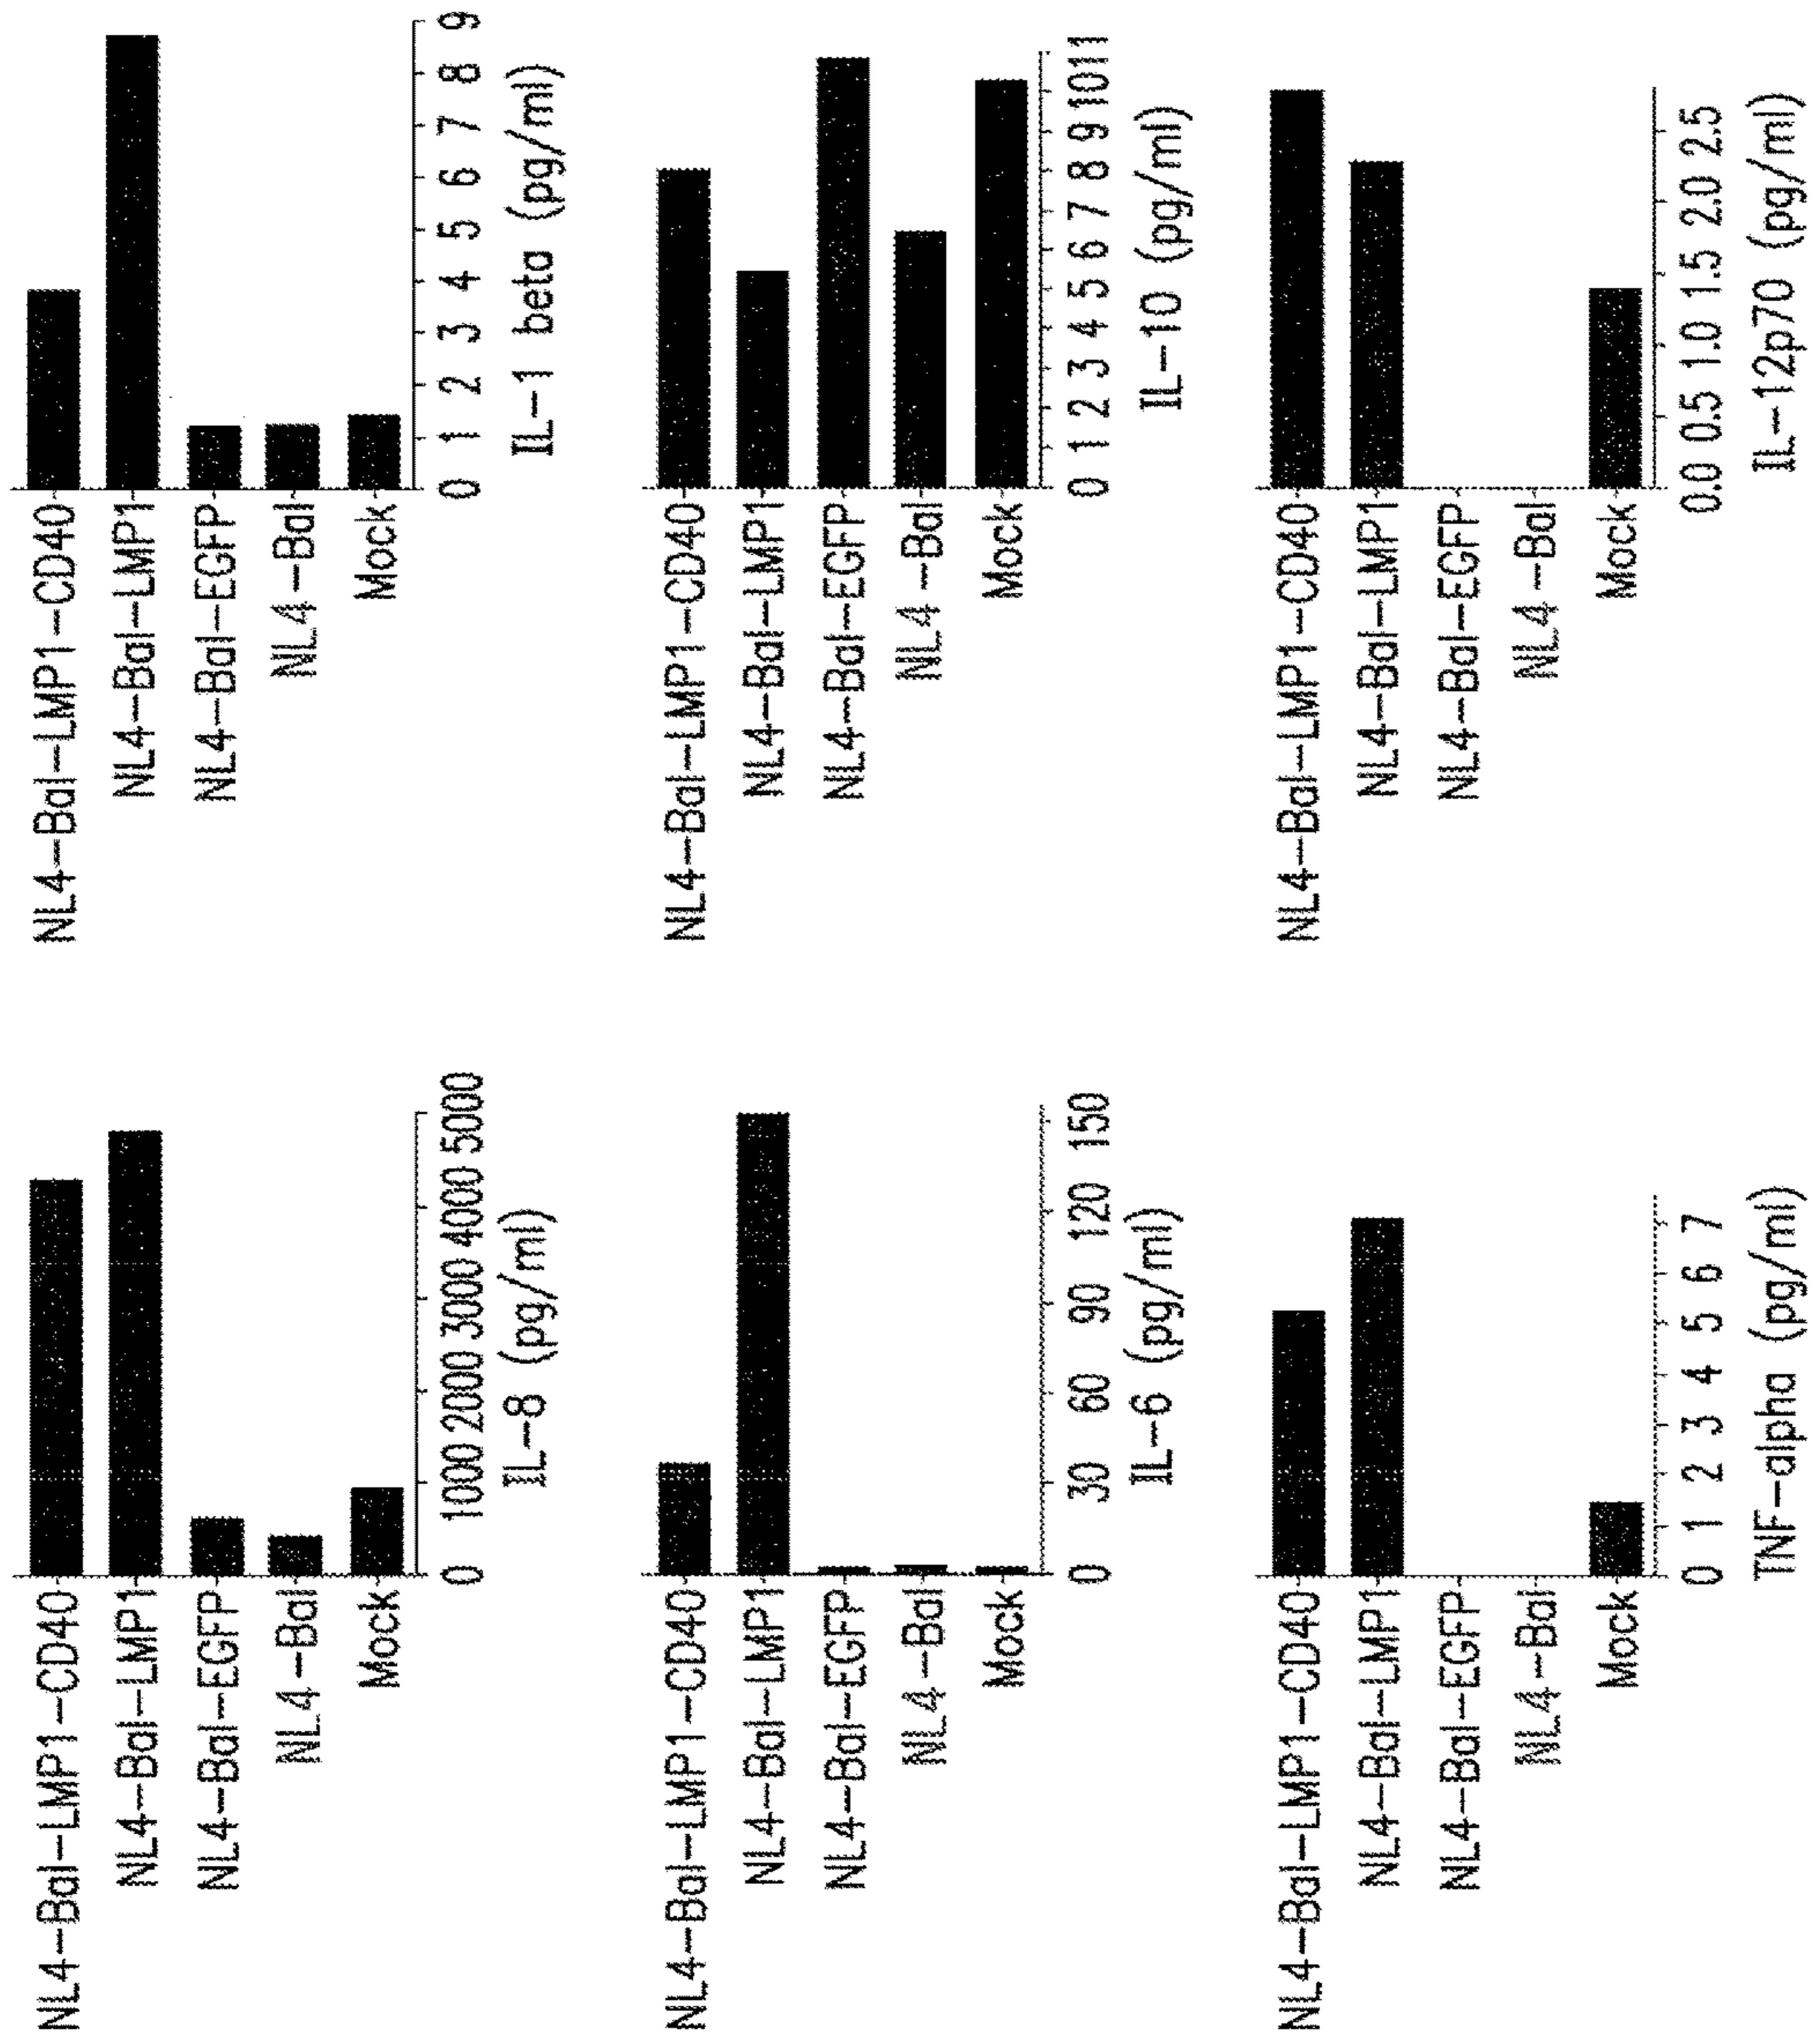 NL4-Bal-LMP1-CD40
NL4-Bal-LMP1
NL4-Bal-EGFP
NL4-Bal
Mock
0 1000 2000 3000 4000 5000
IL-8 (pg/ml)
NL4-Bal-LMP1-CD40
NL4-Bal-LMP1
NL4-Bal-EGFP
NL4-Bal
Mock
0 1 2 3 4 5 6 7 8 9
IL-1 beta (pg/ml)
NL4-Bal-LMP1-CD40
NL4-Bal-LMP1
NL4-Bal-EGFP
NL4-Bal
Mock
0 30 60 90 120 150
IL-6 (pg/ml)
NL4-Bal-LMP1-CD40
NL4-Bal-LMP1
NL4-Bal-EGFP
NL4-Bal
Mock
0 1 2 3 4 5 6 7 8 9 10 11
IL-10 (pg/ml)
NL4-Bal-LMP1-CD40
NL4-Bal-LMP1
NL4-Bal-EGFP
NL4-Bal
Mock
0 1 2 3 4 5 6 7
TNF-alpha (pg/ml)
NL4-Bal-LMP1-CD40
NL4-Bal-LMP1
NL4-Bal-EGFP
NL4-Bal
Mock
0.0 0.5 1.0 1.5 2.0 2.5
IL-12p70 (pg/ml)